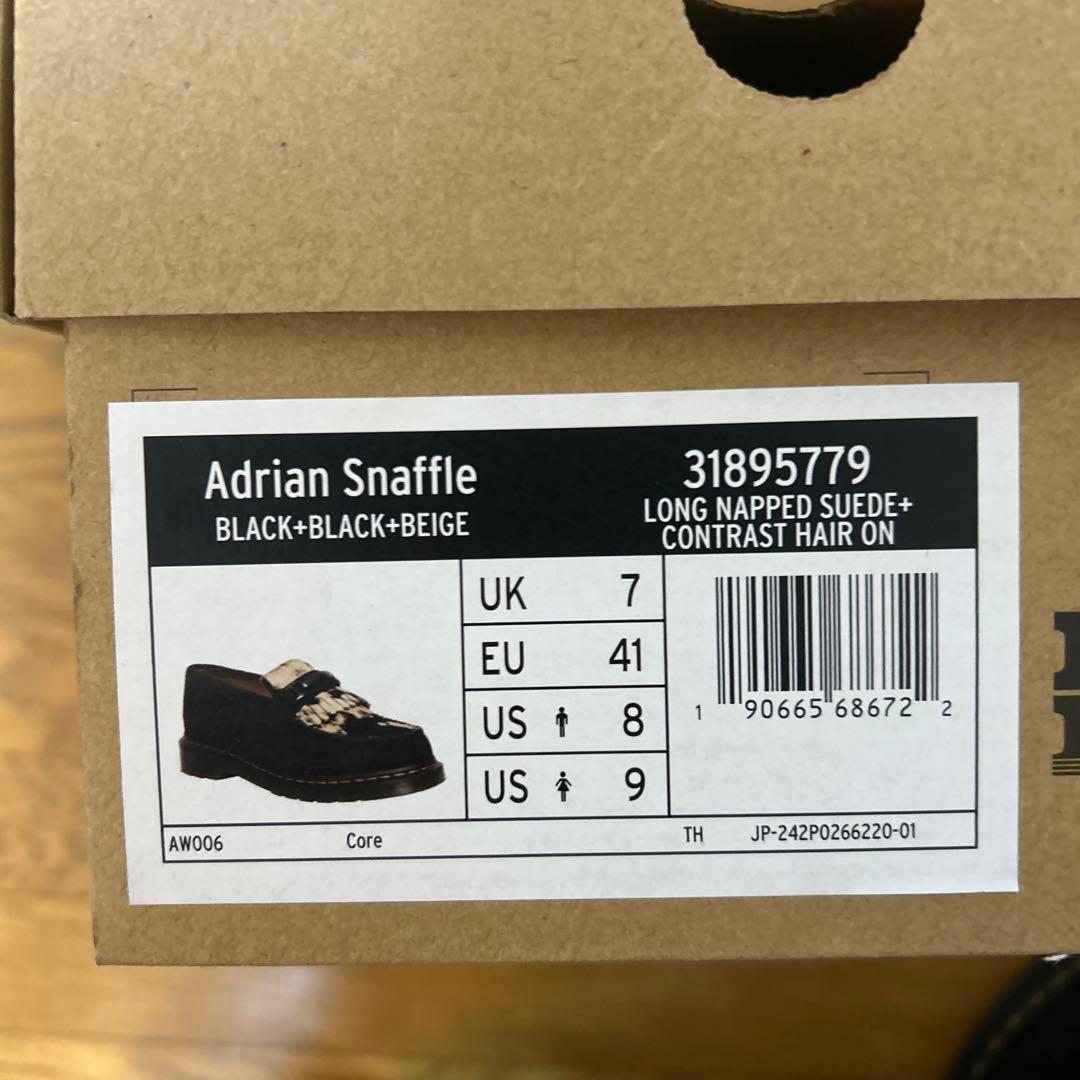 Adrian Snaffle
BLACK+BLACK+BEIGE
31895779
LONG NAPPED SUEDE+
CONTRAST HAIR ON
UK 7
EU 41
US 8
US 9
1 90665 68672 2
AW006 Core TH JP-242P0266220-01